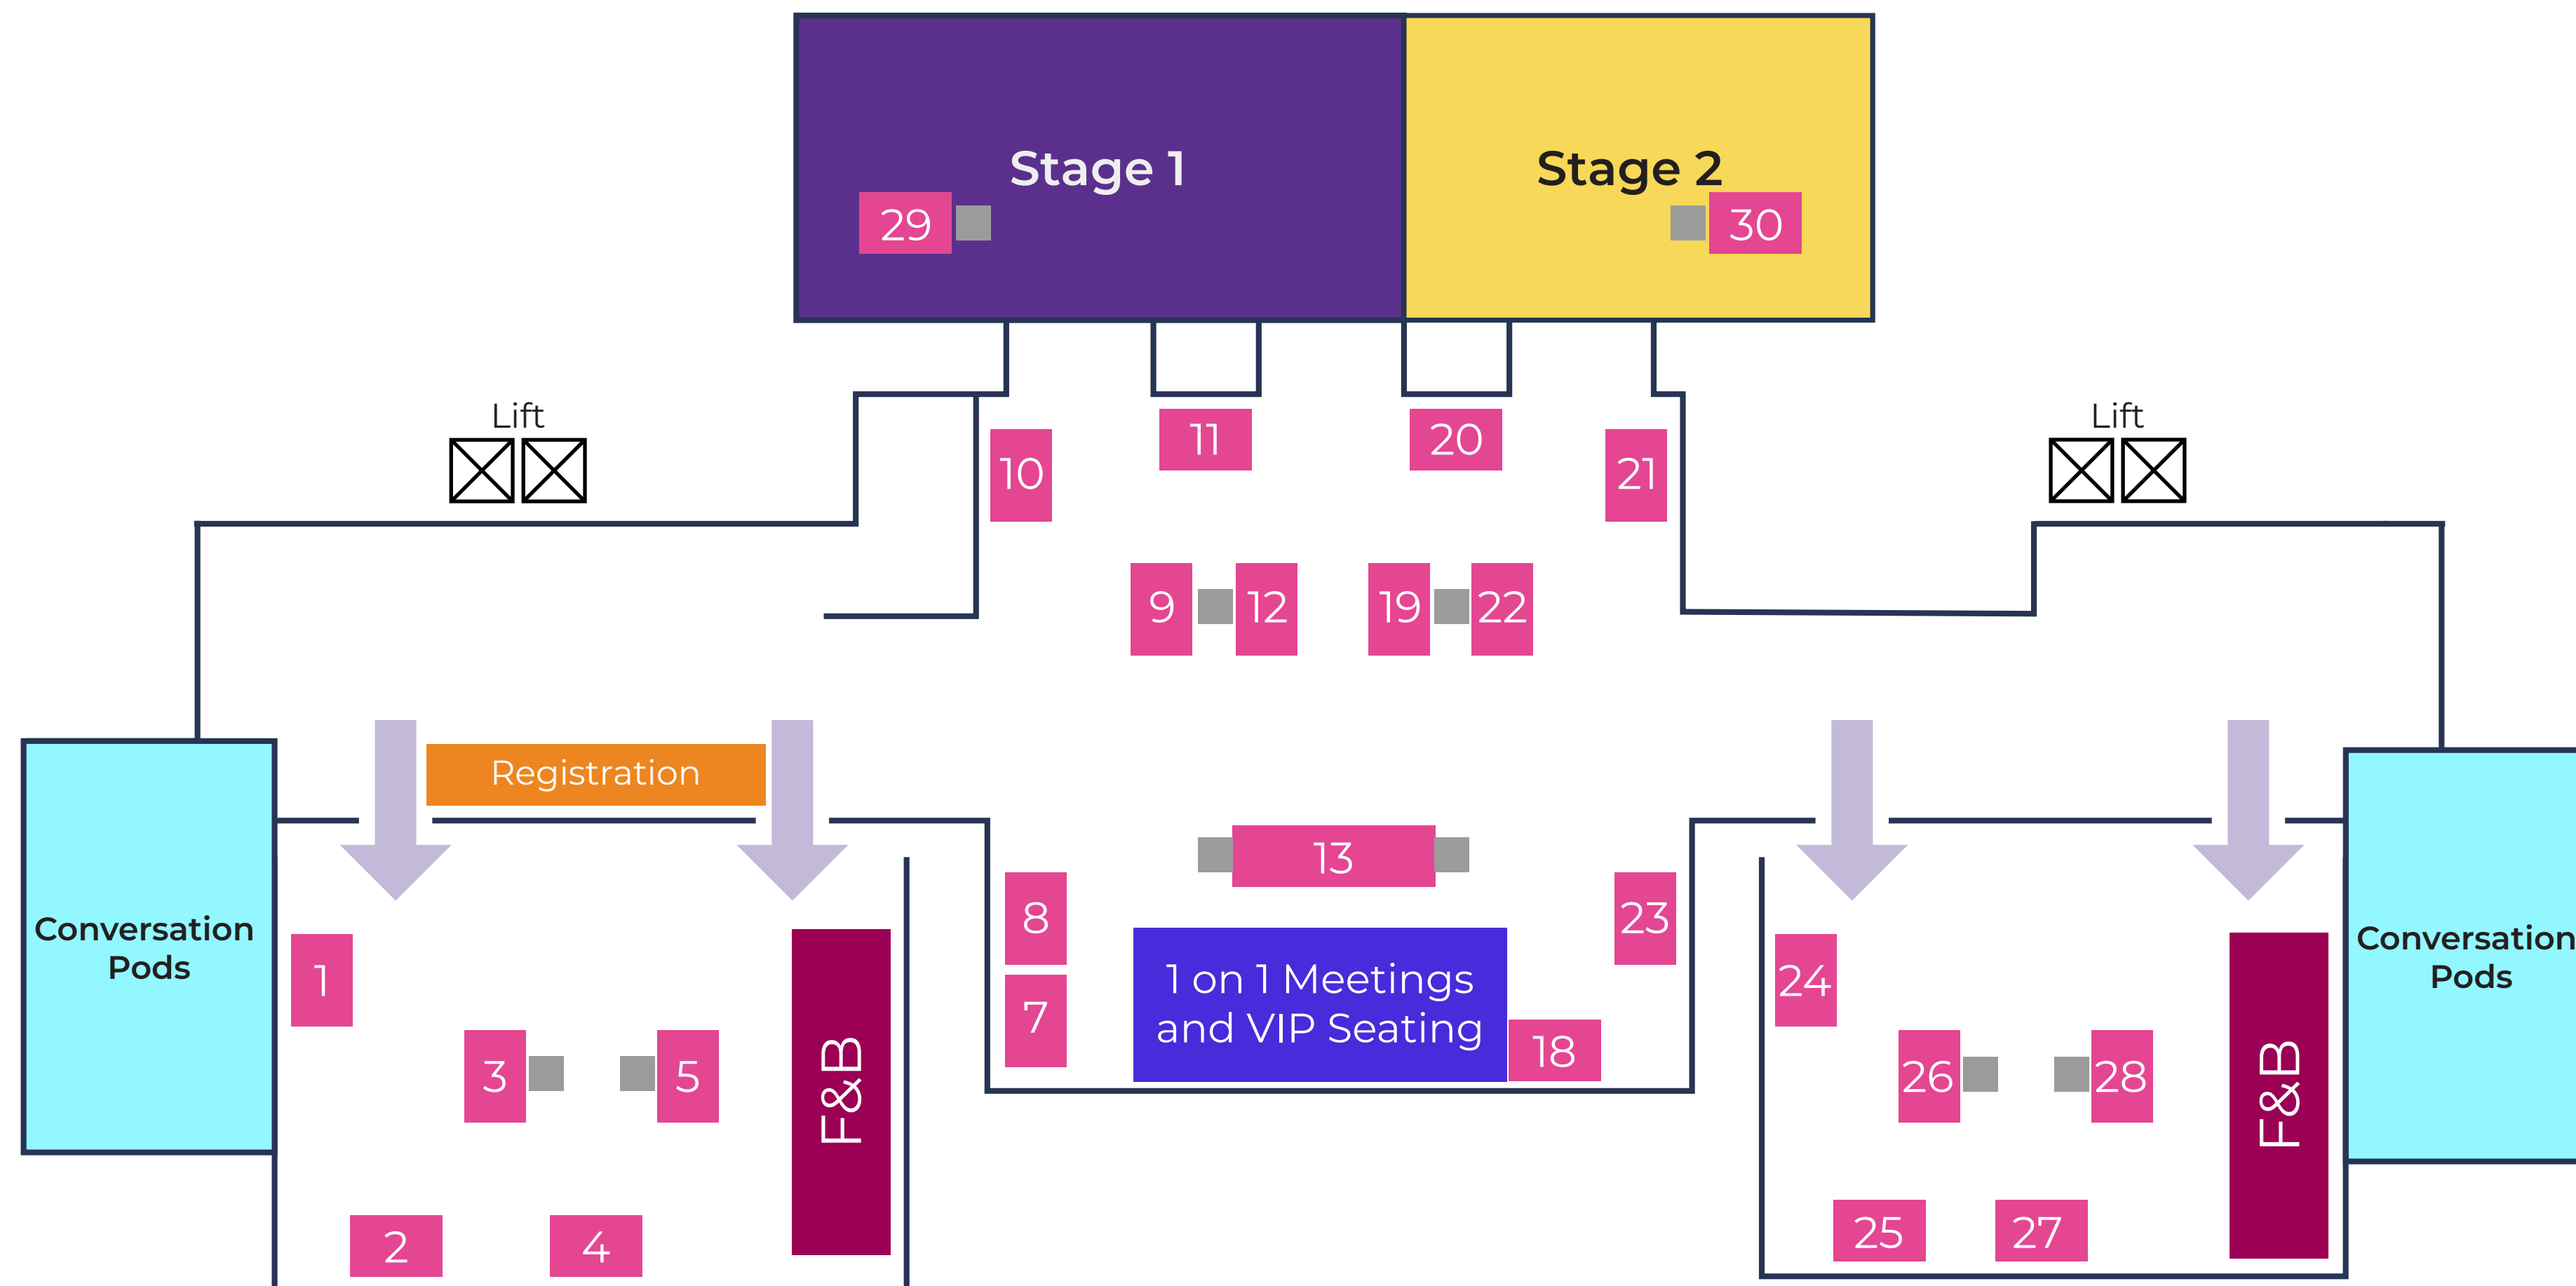 Stage 1
Stage 2
29
30
Lift
Lift
11
20
10
21
9
12
19
22
Registration
13
8
23
Conversation
Pods
Conversation
Pods
1
1 on 1 Meetings
and VIP Seating
24
7
18
3
5
F&B
26
28
F&B
2
4
25
27